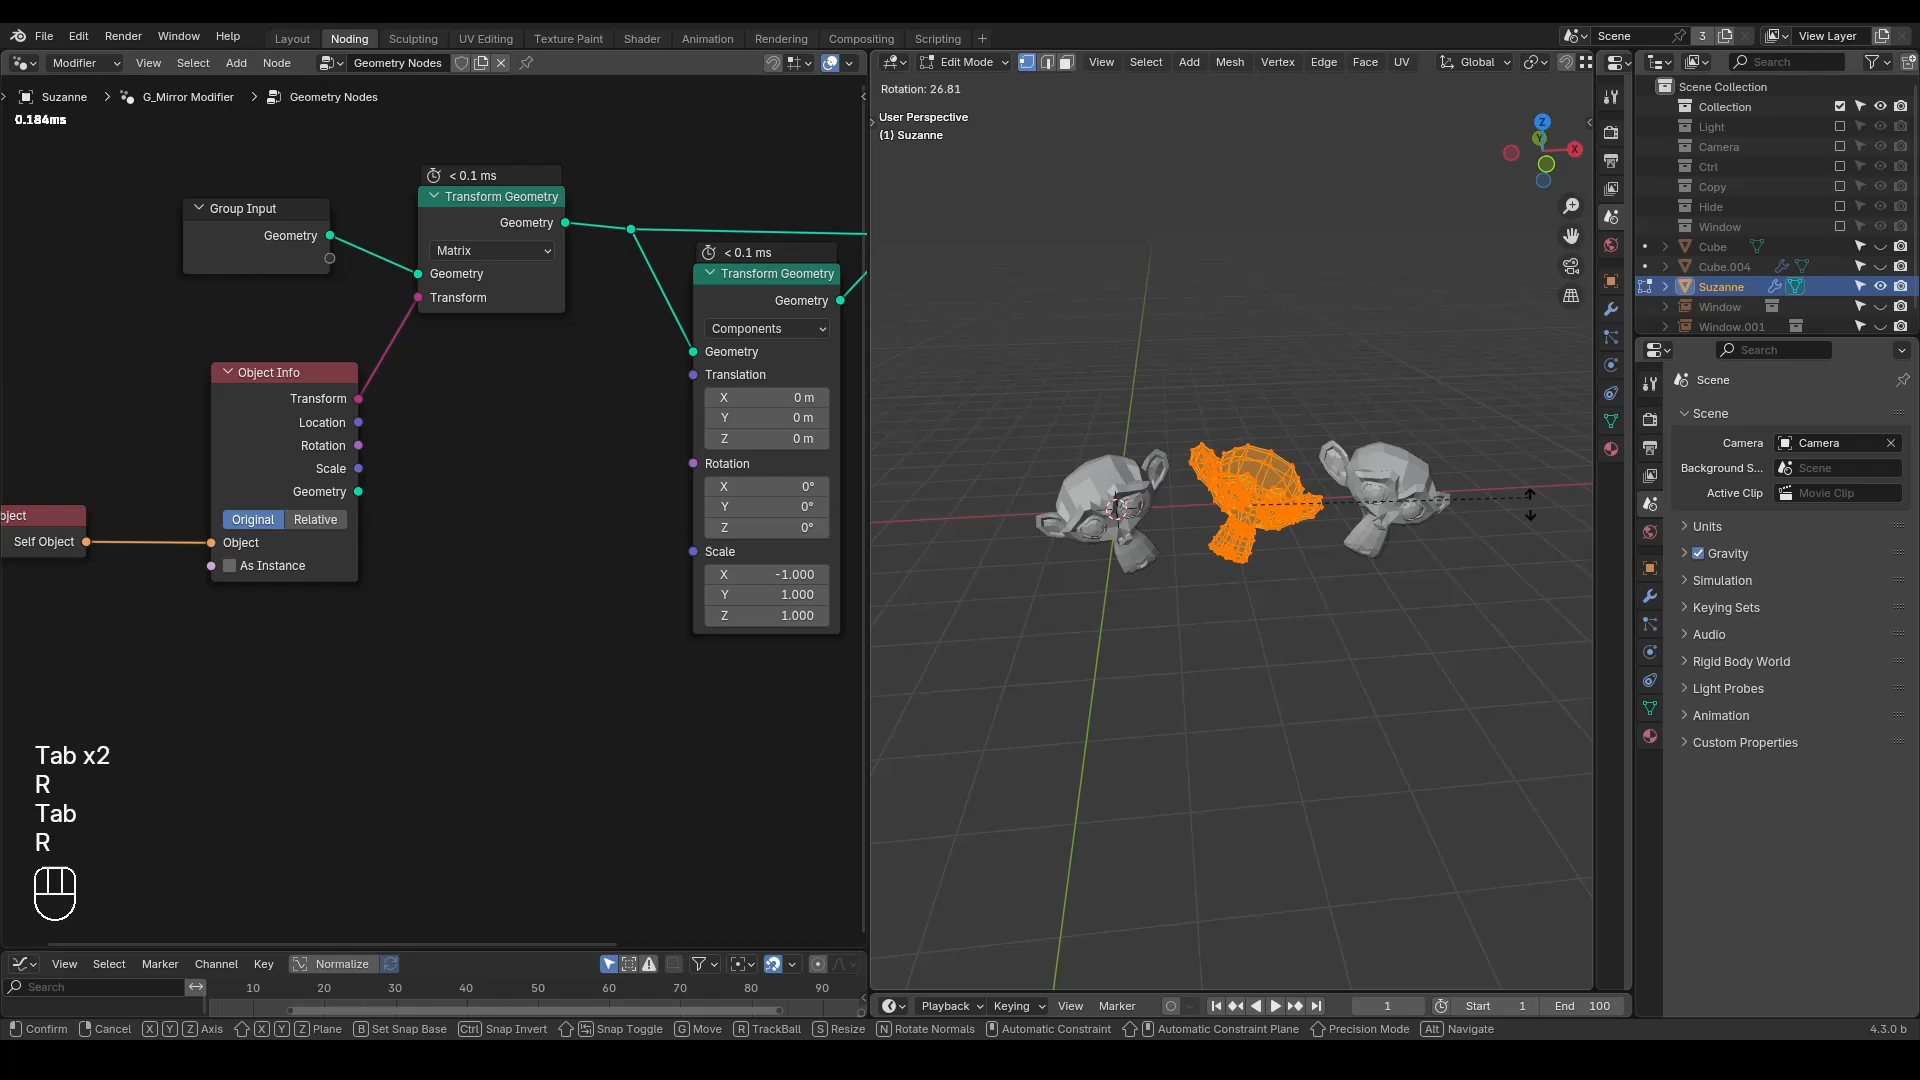 File Edit Render Window Help Layout Noding Sculpting UV Editing Texture Paint Shader Animation Rendering Compositing Scripting Scene 3 View Layer
Modifier View Select Add Node Geometry Nodes
Edit Mode View Select Add Mesh Vertex Edge Face UV Global
Search
Suzanne G_Mirror Modifier Geometry Nodes
0.184ms
< 0.1 ms
Transform Geometry
Geometry
Matrix
Geometry
Transform
Group Input
Geometry
< 0.1 ms
Transform Geometry
Geometry
Components
Geometry
Translation
X 0 m
Y 0 m
Z 0 m
Rotation
X 0°
Y 0°
Z 0°
Scale
X -1.000
Y 1.000
Z 1.000
Object Info
Transform
Location
Rotation
Scale
Geometry
Original Relative
Object
As Instance
bject
Self Object
Tab x2
R
Tab
R
Rotation: 26.81
User Perspective
(1) Suzanne
Z
Y
X
Scene Collection
Collection
Light
Camera
Ctrl
Copy
Hide
Window
Cube
Cube.004
Suzanne
Window
Window.001
Search
Scene
Scene
Camera Camera
Background S... Scene
Active Clip Movie Clip
Units
Gravity
Simulation
Keying Sets
Audio
Rigid Body World
Light Probes
Animation
Custom Properties
View Select Marker Channel Key Normalize
Search 10 20 30 40 50 60 70 80 90
Playback Keying View Marker 1 Start 1 End 100
Confirm Cancel X Y Z Axis X Y Z Plane B Set Snap Base Ctrl Snap Invert Snap Toggle G Move R TrackBall S Resize N Rotate Normals Automatic Constraint Automatic Constraint Plane Precision Mode Alt Navigate 4.3.0 b